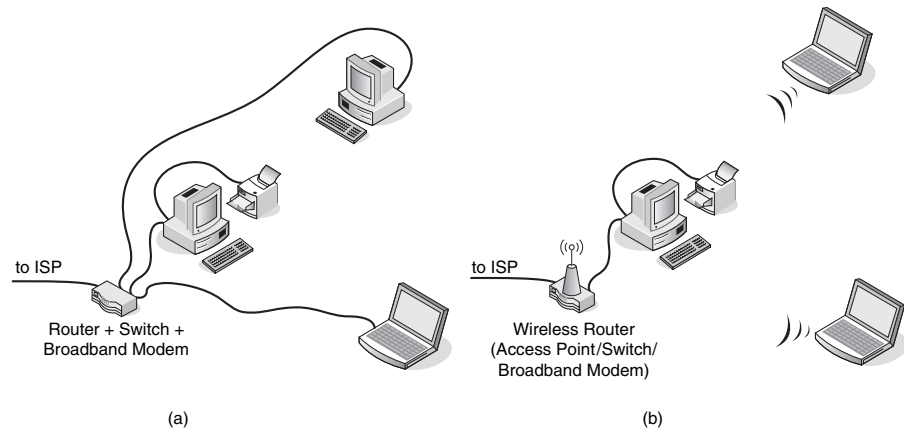 to ISP
Router + Switch +
Broadband Modem
(a)
to ISP
Wireless Router
(Access Point/Switch/
Broadband Modem)
(b)